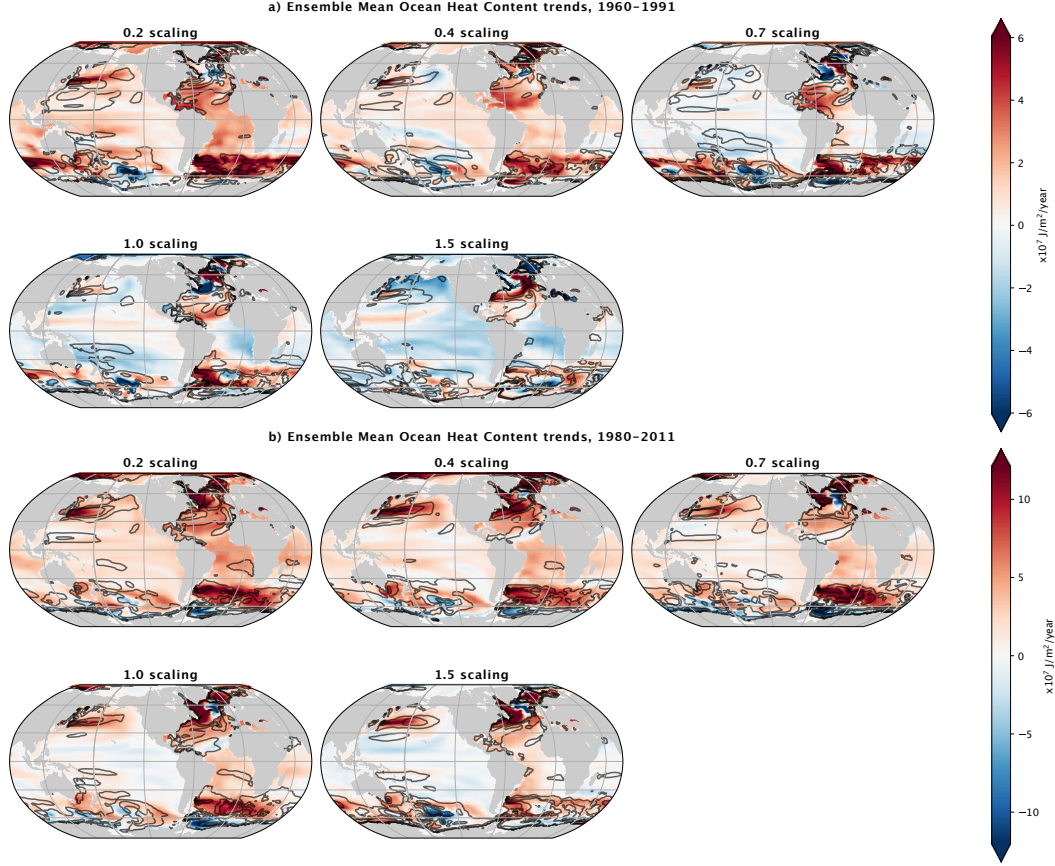 a) Ensemble Mean Ocean Heat Content trends, 1960–1991
0.2 scaling
0.4 scaling
0.7 scaling
1.0 scaling
1.5 scaling
6
4
2
0
−2
−4
−6
x10⁷ J/m²/year
b) Ensemble Mean Ocean Heat Content trends, 1980–2011
0.2 scaling
0.4 scaling
0.7 scaling
1.0 scaling
1.5 scaling
10
5
0
−5
−10
x10⁷ J/m²/year